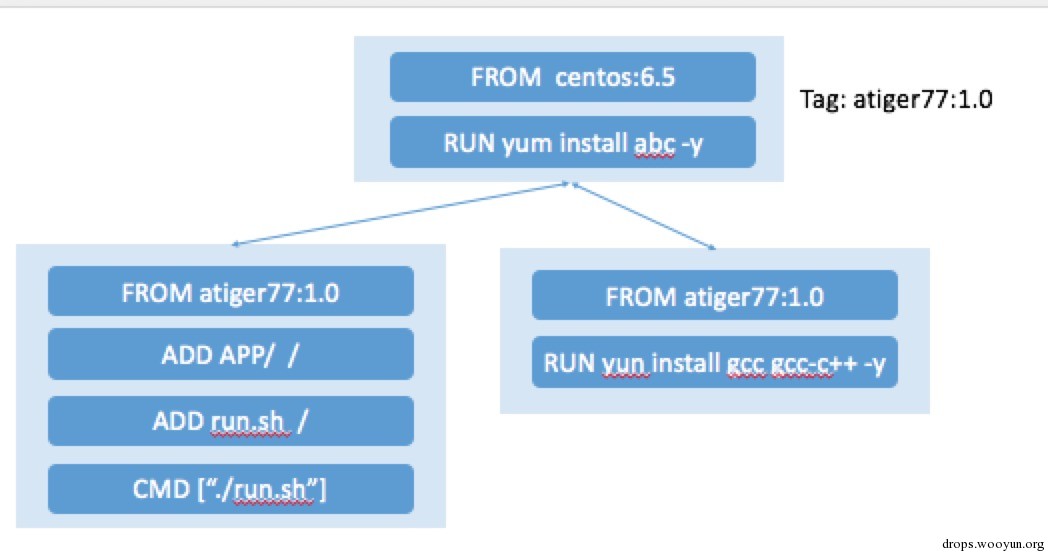 FROM  centos:6.5
RUN yum install abc -y
Tag: atiger77:1.0
FROM atiger77:1.0
ADD APP/  /
ADD run.sh  /
CMD [“./run.sh”]
FROM atiger77:1.0
RUN yun install gcc gcc-c++ -y
drops.wooyun.org